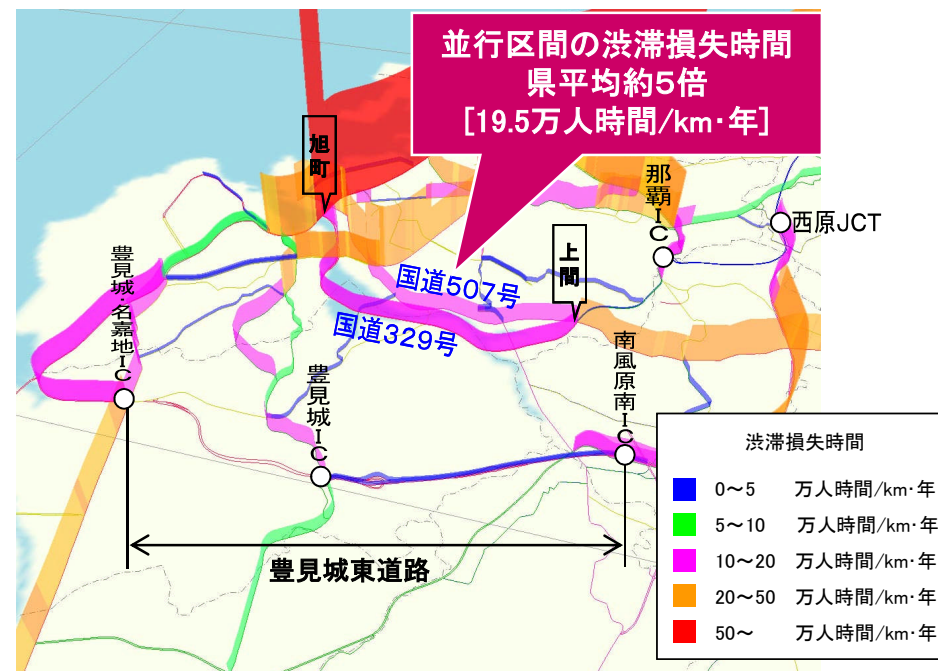 並行区間の渋滞損失時間
県平均約5倍
[19.5万人時間/km･年]
旭町
那覇IC
西原JCT
上間
豊見城･名嘉地IC
国道507号
国道329号
豊見城IC
南風原南IC
豊見城東道路
渋滞損失時間
0～5 万人時間/km･年
5～10 万人時間/km･年
10～20 万人時間/km･年
20～50 万人時間/km･年
50～ 万人時間/km･年